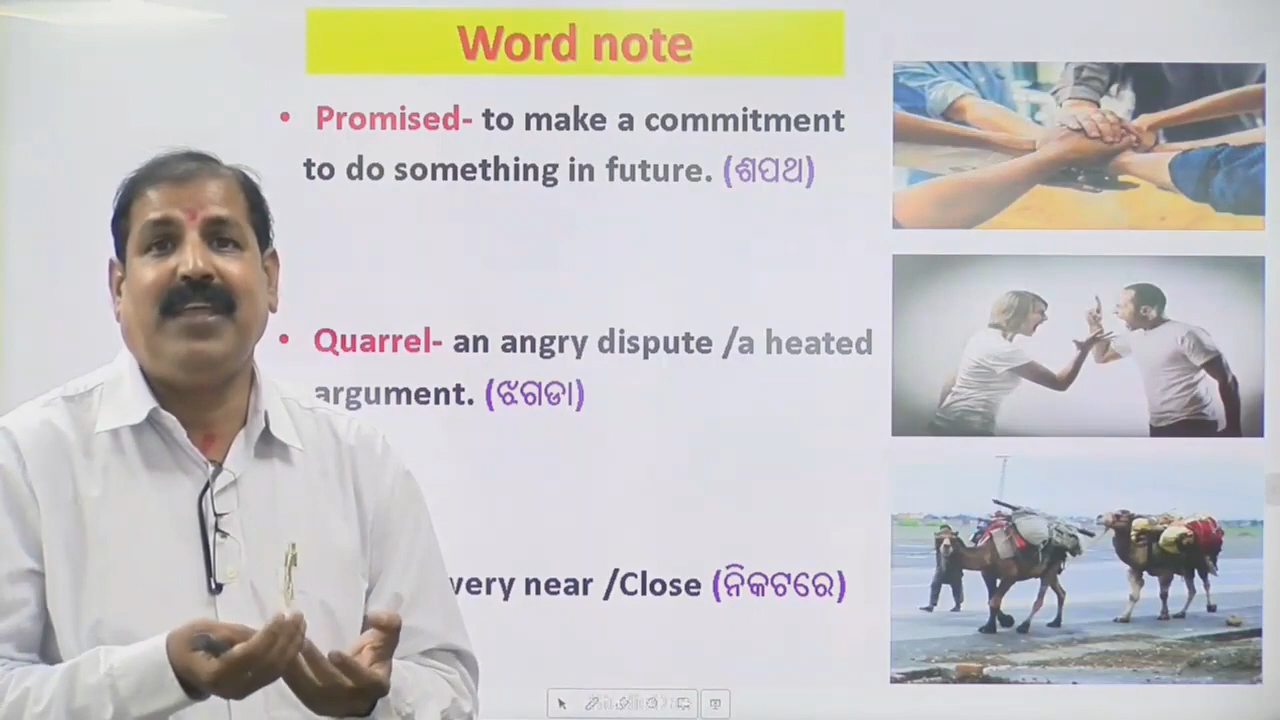 Word note
• Promised- to make a commitment
to do something in future. (ଶପଥ)
• Quarrel- an angry dispute /a heated
argument. (ଝଗଡା)
very near /Close (ନିକଟରେ)